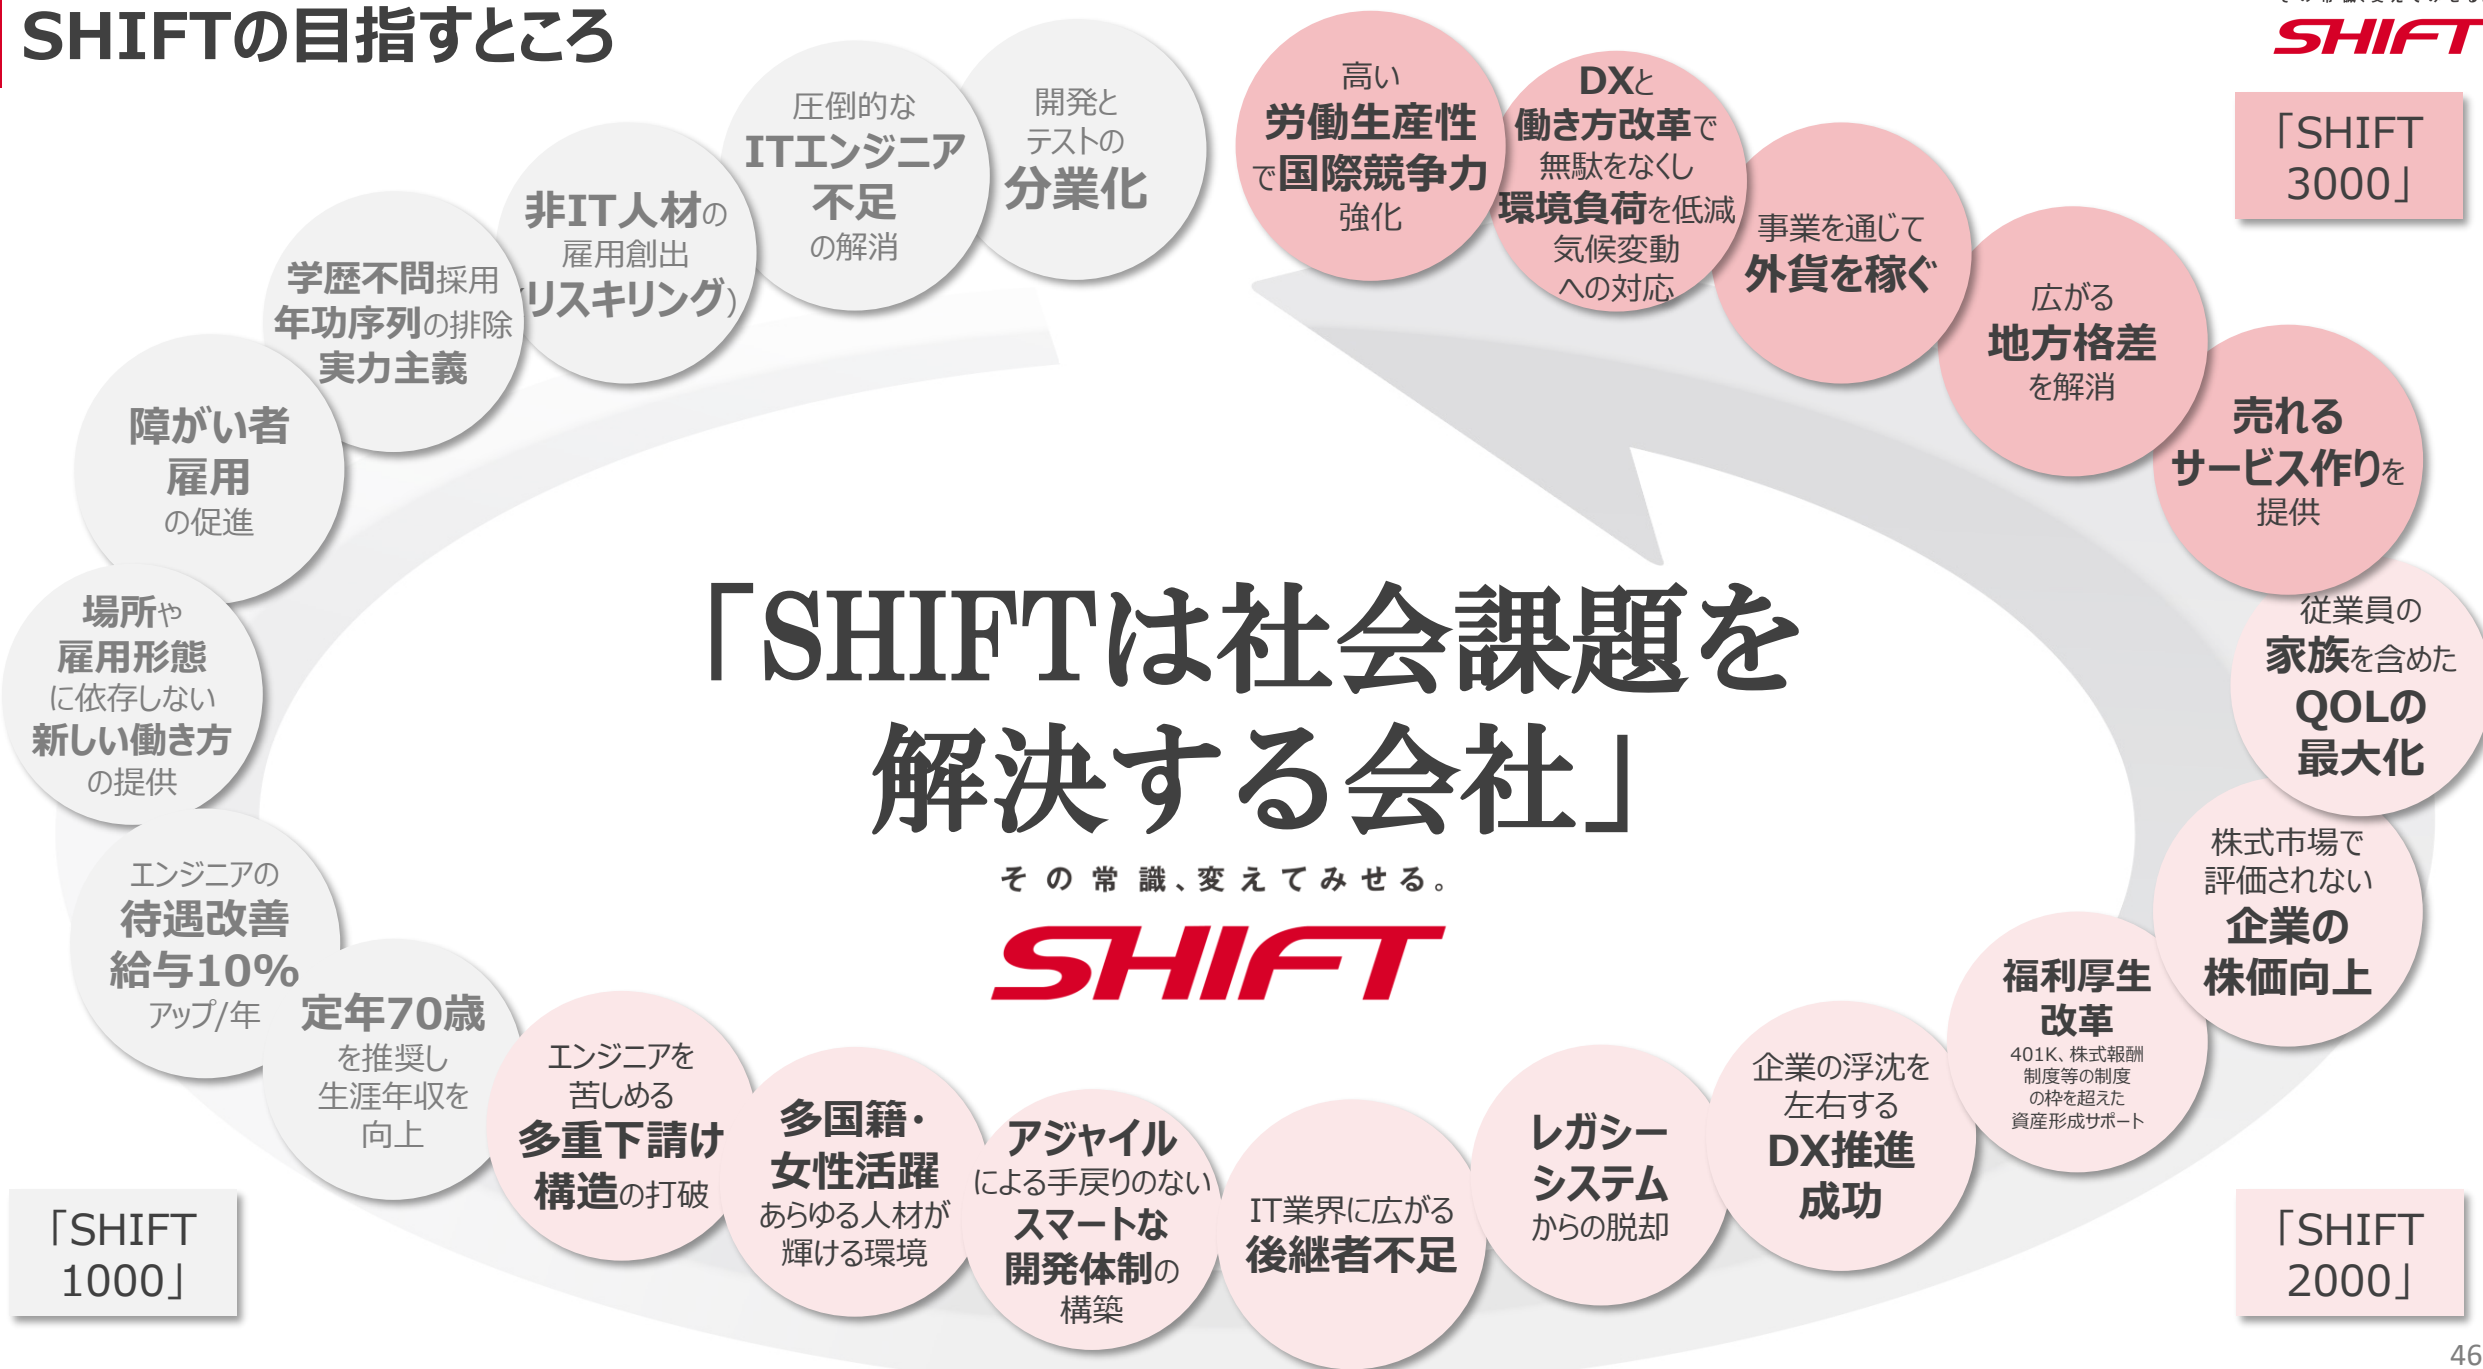 SHIFTの目指すところ
SHIFT
「SHIFT
3000」
開発と
テストの
分業化
圧倒的な
ITエンジニア
不足
の解消
非IT人材の
雇用創出
(リスキリング)
学歴不問採用
年功序列の排除
実力主義
障がい者
雇用
の促進
場所や
雇用形態
に依存しない
新しい働き方
の提供
エンジニアの
待遇改善
給与10%
アップ/年
定年70歳
を推奨し
生涯年収を
向上
エンジニアを
苦しめる
多重下請け
構造の打破
多国籍・
女性活躍
あらゆる人材が
輝ける環境
アジャイル
による手戻りのない
スマートな
開発体制の
構築
IT業界に広がる
後継者不足
レガシー
システム
からの脱却
企業の浮沈を
左右する
DX推進
成功
福利厚生
改革
401K、株式報酬
制度等の制度
の枠を超えた
資産形成サポート
株式市場で
評価されない
企業の
株価向上
従業員の
家族を含めた
QOLの
最大化
売れる
サービス作りを
提供
広がる
地方格差
を解消
事業を通じて
外貨を稼ぐ
DXと
働き方改革で
無駄をなくし
環境負荷を低減
気候変動
への対応
高い
労働生産性
で国際競争力
強化
「SHIFTは社会課題を
解決する会社」
その常識、変えてみせる。
SHIFT
「SHIFT
1000」
「SHIFT
2000」
46